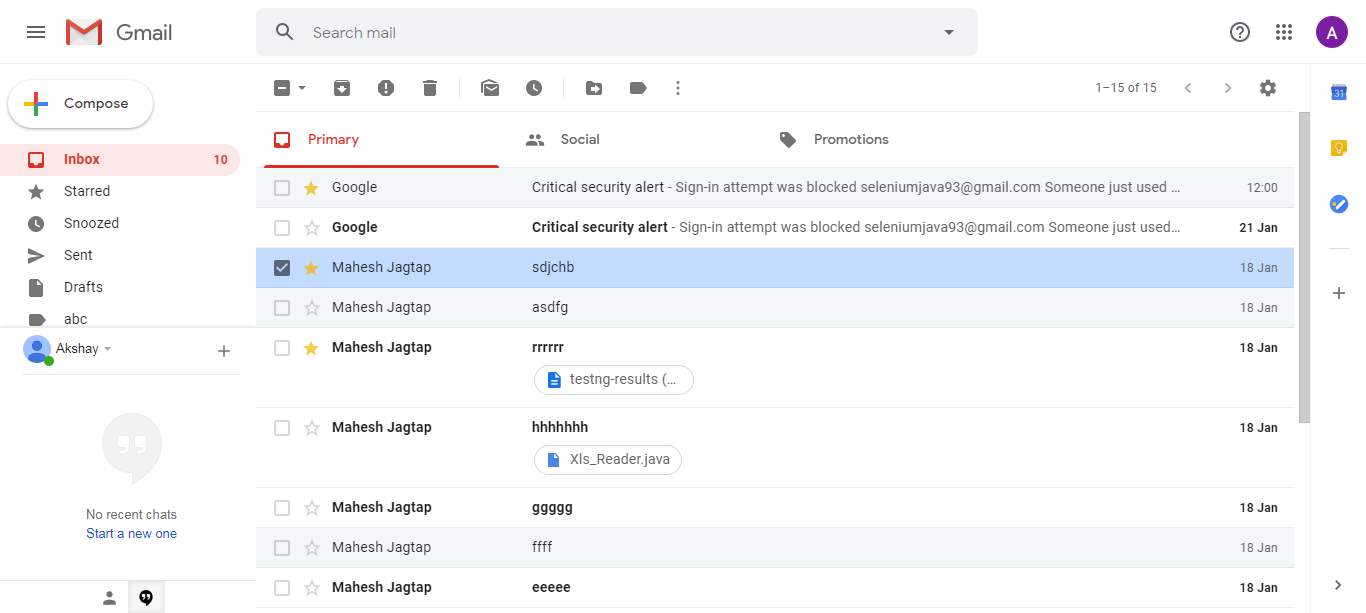 Gmail
Search mail
A
Compose
1–15 of 15
31
Primary
Social
Promotions
Inbox 10
Starred
Snoozed
Sent
Drafts
abc
Akshay
No recent chats
Start a new one
Google Critical security alert - Sign-in attempt was blocked seleniumjava93@gmail.com Someone just used ... 12:00
Google Critical security alert - Sign-in attempt was blocked seleniumjava93@gmail.com Someone just used... 21 Jan
Mahesh Jagtap sdjchb 18 Jan
Mahesh Jagtap asdfg 18 Jan
Mahesh Jagtap rrrrrr 18 Jan
testng-results (...
Mahesh Jagtap hhhhhhh 18 Jan
Xls_Reader.java
Mahesh Jagtap ggggg 18 Jan
Mahesh Jagtap ffff 18 Jan
Mahesh Jagtap eeeee 18 Jan